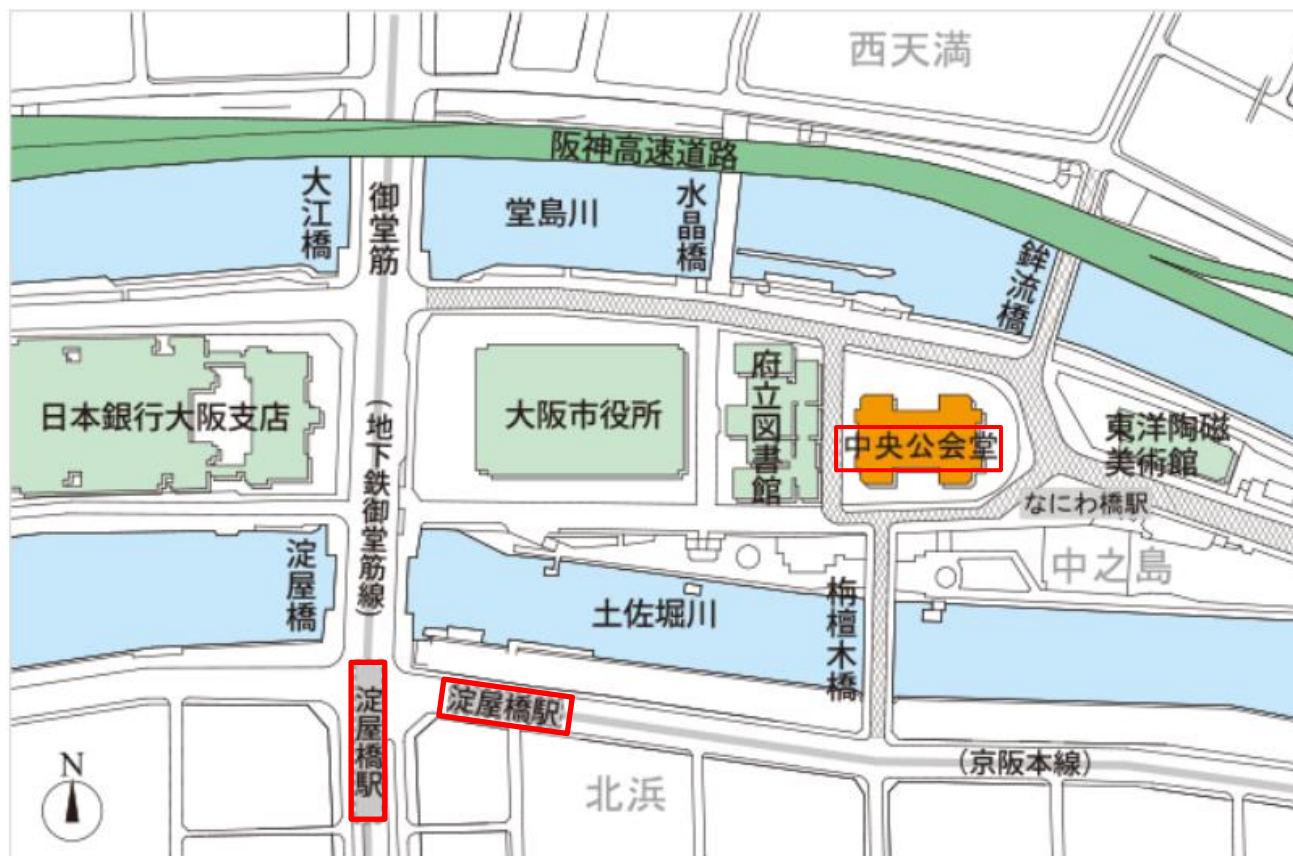 西天満
阪神高速道路
大江橋
御堂筋
堂島川
水晶橋
鉾流橋
日本銀行大阪支店
(地下鉄御堂筋線)
大阪市役所
府立図書館
中央公会堂
東洋陶磁
美術館
なにわ橋駅
淀屋橋
土佐堀川
栴檀木橋
中之島
淀屋橋駅
淀屋橋駅
(京阪本線)
北浜
N